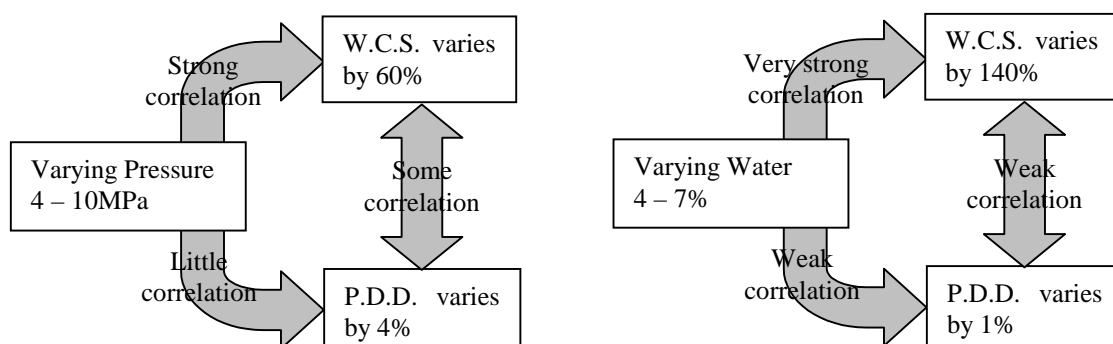 W.C.S. varies
by 60%
Strong
correlation
Varying Pressure
4 – 10MPa
Some
correlation
Little
correlation
P.D.D. varies
by 4%
W.C.S. varies
by 140%
Very strong
correlation
Varying Water
4 – 7%
Weak
correlation
Weak
correlation
P.D.D. varies
by 1%